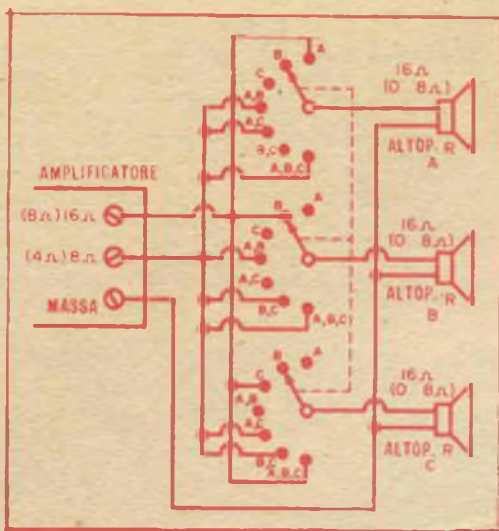 AMPLIFICATORE
(8Ω) 16Ω
(4Ω) 8Ω
MASSA
A
B
C
A,B
A,C
B,C
A,B,C
16Ω
(O 8Ω)
ALTOP. R
A
A
B
C
A,B
A,C
B,C
A,B,C
16Ω
(O 8Ω)
ALTOP. R
B
A
B
C
A,B
A,C
B,C
A,B,C
16Ω
(O 8Ω)
ALTOP. R
C